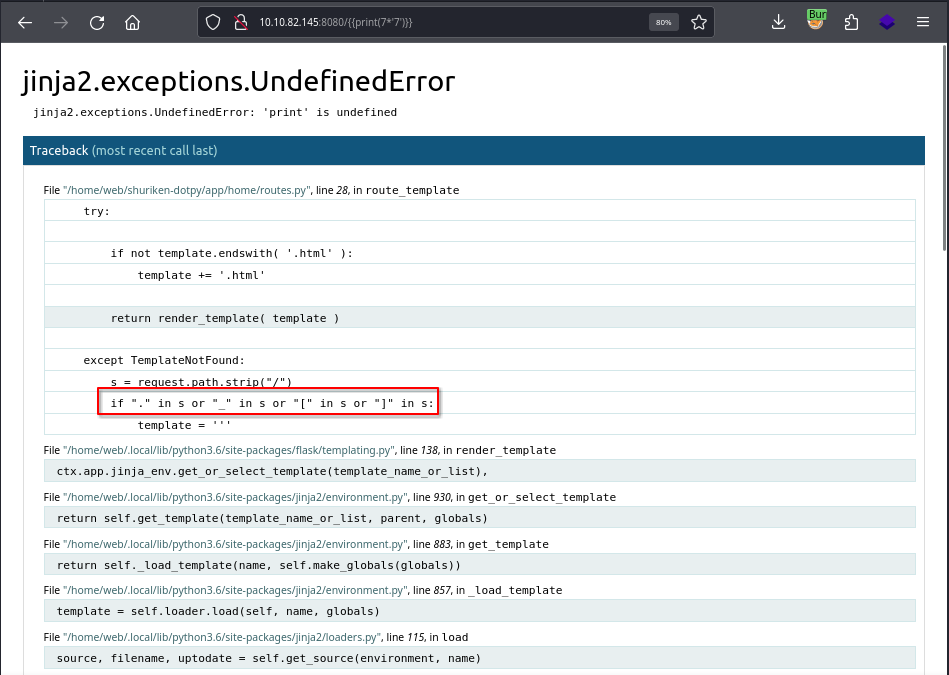 10.10.82.145:8080/{{print(7*'7')}}
80%
Bur
jinja2.exceptions.UndefinedError
jinja2.exceptions.UndefinedError: 'print' is undefined
Traceback (most recent call last)
File "/home/web/shuriken-dotpy/app/home/routes.py", line 28, in route_template
try:
if not template.endswith( '.html' ):
template += '.html'
return render_template( template )
except TemplateNotFound:
s = request.path.strip("/")
if "." in s or "_" in s or "[" in s or "]" in s:
template = '''
File "/home/web/.local/lib/python3.6/site-packages/flask/templating.py", line 138, in render_template
ctx.app.jinja_env.get_or_select_template(template_name_or_list),
File "/home/web/.local/lib/python3.6/site-packages/jinja2/environment.py", line 930, in get_or_select_template
return self.get_template(template_name_or_list, parent, globals)
File "/home/web/.local/lib/python3.6/site-packages/jinja2/environment.py", line 883, in get_template
return self._load_template(name, self.make_globals(globals))
File "/home/web/.local/lib/python3.6/site-packages/jinja2/environment.py", line 857, in _load_template
template = self.loader.load(self, name, globals)
File "/home/web/.local/lib/python3.6/site-packages/jinja2/loaders.py", line 115, in load
source, filename, uptodate = self.get_source(environment, name)